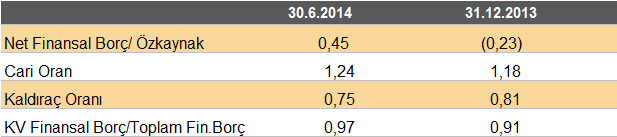 30.6.2014 31.12.2013
Net Finansal Borç/ Özkaynak 0,45 (0,23)
Cari Oran 1,24 1,18
Kaldıraç Oranı 0,75 0,81
KV Finansal Borç/Toplam Fin.Borç 0,97 0,91